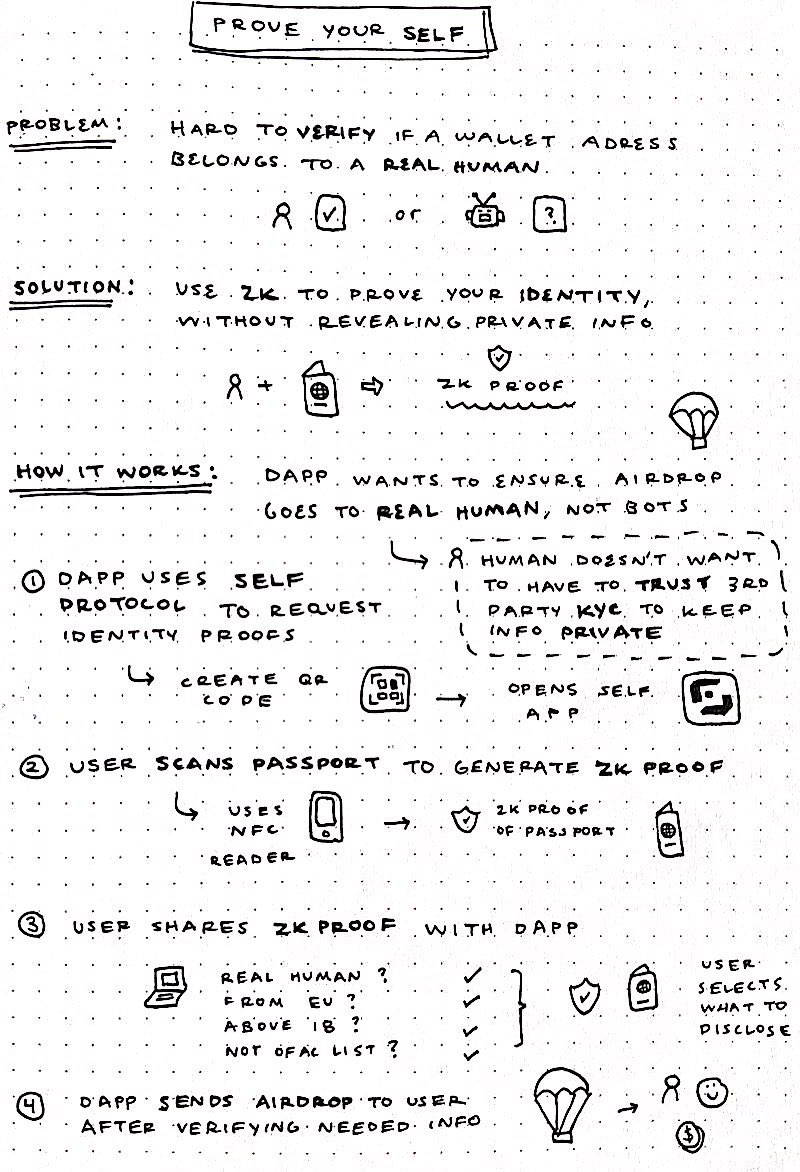 PROVE YOUR SELF
PROBLEM:
HARD TO VERIFY IF A WALLET ADRESS
BELONGS TO A REAL HUMAN
or
?
SOLUTION:
USE ZK TO PROVE YOUR IDENTITY,
WITHOUT REVEALING PRIVATE INFO
+
ZK PROOF
HOW IT WORKS:
DAPP WANTS TO ENSURE AIRDROP
GOES TO REAL HUMAN, NOT BOTS
HUMAN DOESN'T WANT
TO HAVE TO TRUST 3RD
PARTY KYC TO KEEP
INFO PRIVATE
1 DAPP USES SELF
PROTOCOL TO REQUEST
IDENTITY PROOFS
CREATE QR
CODE
OPENS SELF
APP
2 USER SCANS PASSPORT TO GENERATE ZK PROOF
USES
NFC
READER
ZK PROOF
OF PASSPORT
3 USER SHARES ZK PROOF WITH DAPP
REAL HUMAN ?
FROM EU ?
ABOVE 18 ?
NOT OFAC LIST ?
USER
SELECTS
WHAT TO
DISCLOSE
4 DAPP SENDS AIRDROP TO USER
AFTER VERIFYING NEEDED INFO
$